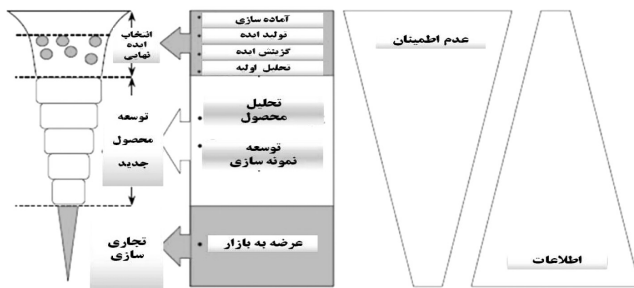 انتخاب
ایده
نهایی
آماده سازی
تولید ایده
گزینش ایده
تحلیل اولیه
عدم اطمینان
توسعه
محصول
جدید
تحلیل
محصول
توسعه
نمونه سازی
تجاری
سازی
عرضه به بازار
اطلاعات